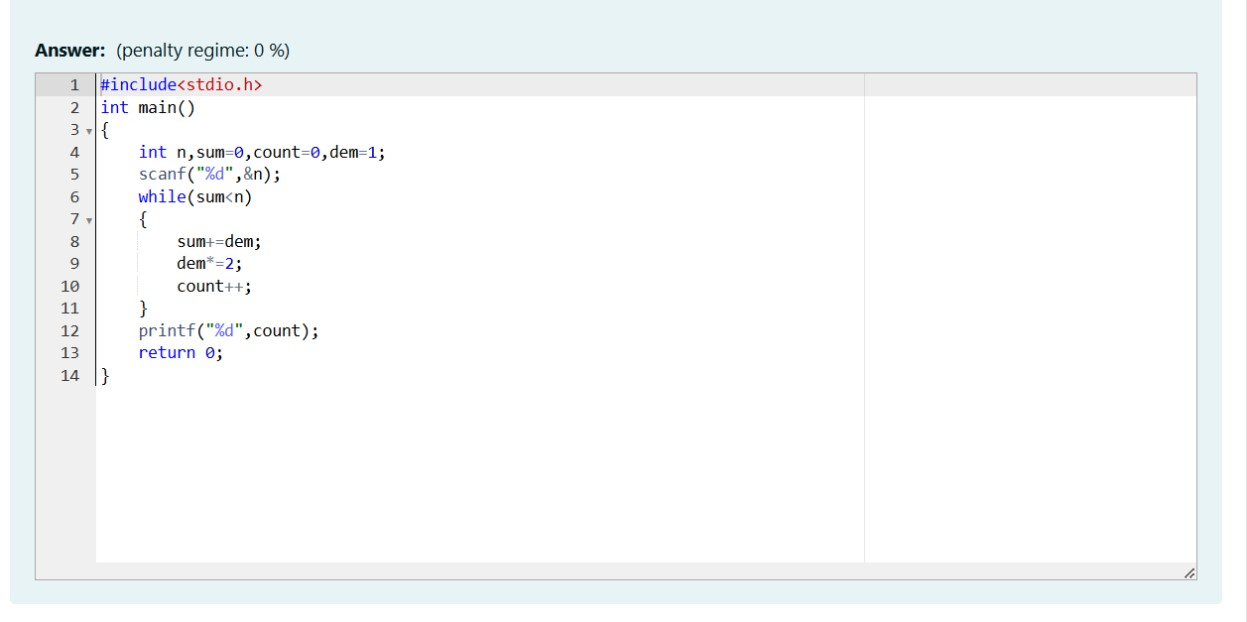 Answer: (penalty regime: 0 %)
1 #include<stdio.h>
2 int main()
3 {
4     int n,sum=0,count=0,dem=1;
5     scanf("%d",&n);
6     while(sum<n)
7     {
8         sum+=dem;
9         dem*=2;
10         count++;
11     }
12     printf("%d",count);
13     return 0;
14 }